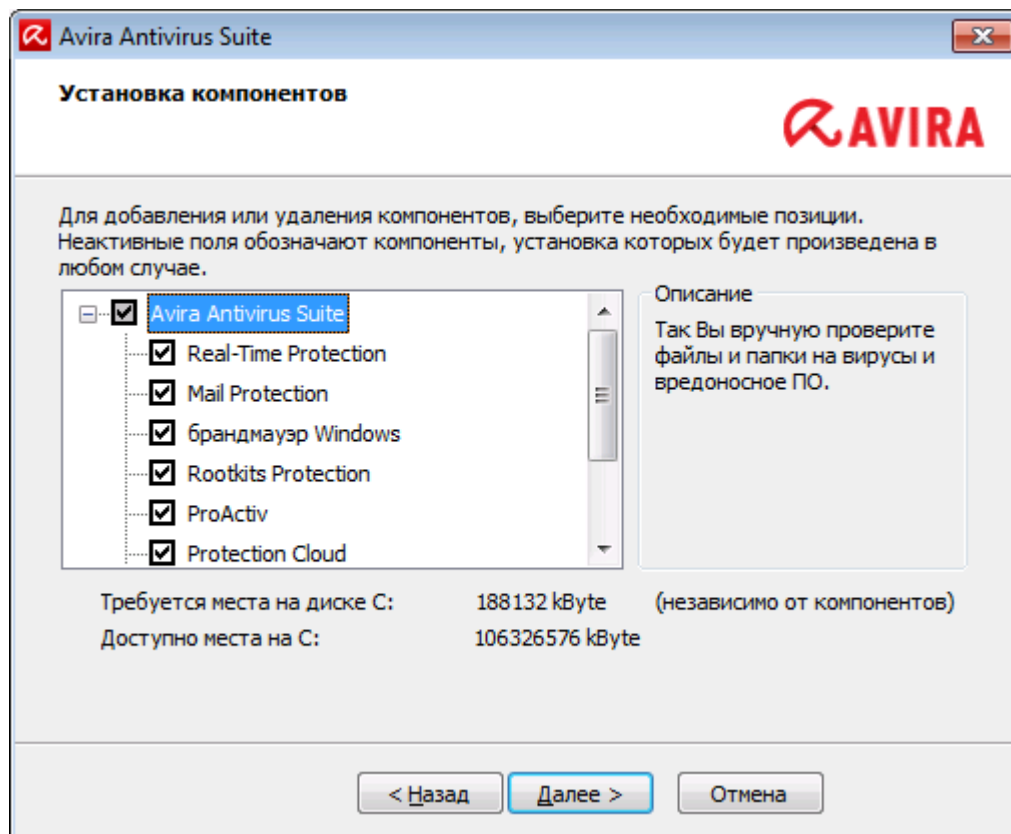 Avira Antivirus Suite
Установка компонентов
AVIRA
Для добавления или удаления компонентов, выберите необходимые позиции.
Неактивные поля обозначают компоненты, установка которых будет произведена в
любом случае.
Avira Antivirus Suite
Real-Time Protection
Mail Protection
брандмауэр Windows
Rootkits Protection
ProActiv
Protection Cloud
Описание
Так Вы вручную проверите
файлы и папки на вирусы и
вредоносное ПО.
Требуется места на диске C: 188132 kByte (независимо от компонентов)
Доступно места на C: 106326576 kByte
< Назад Далее > Отмена